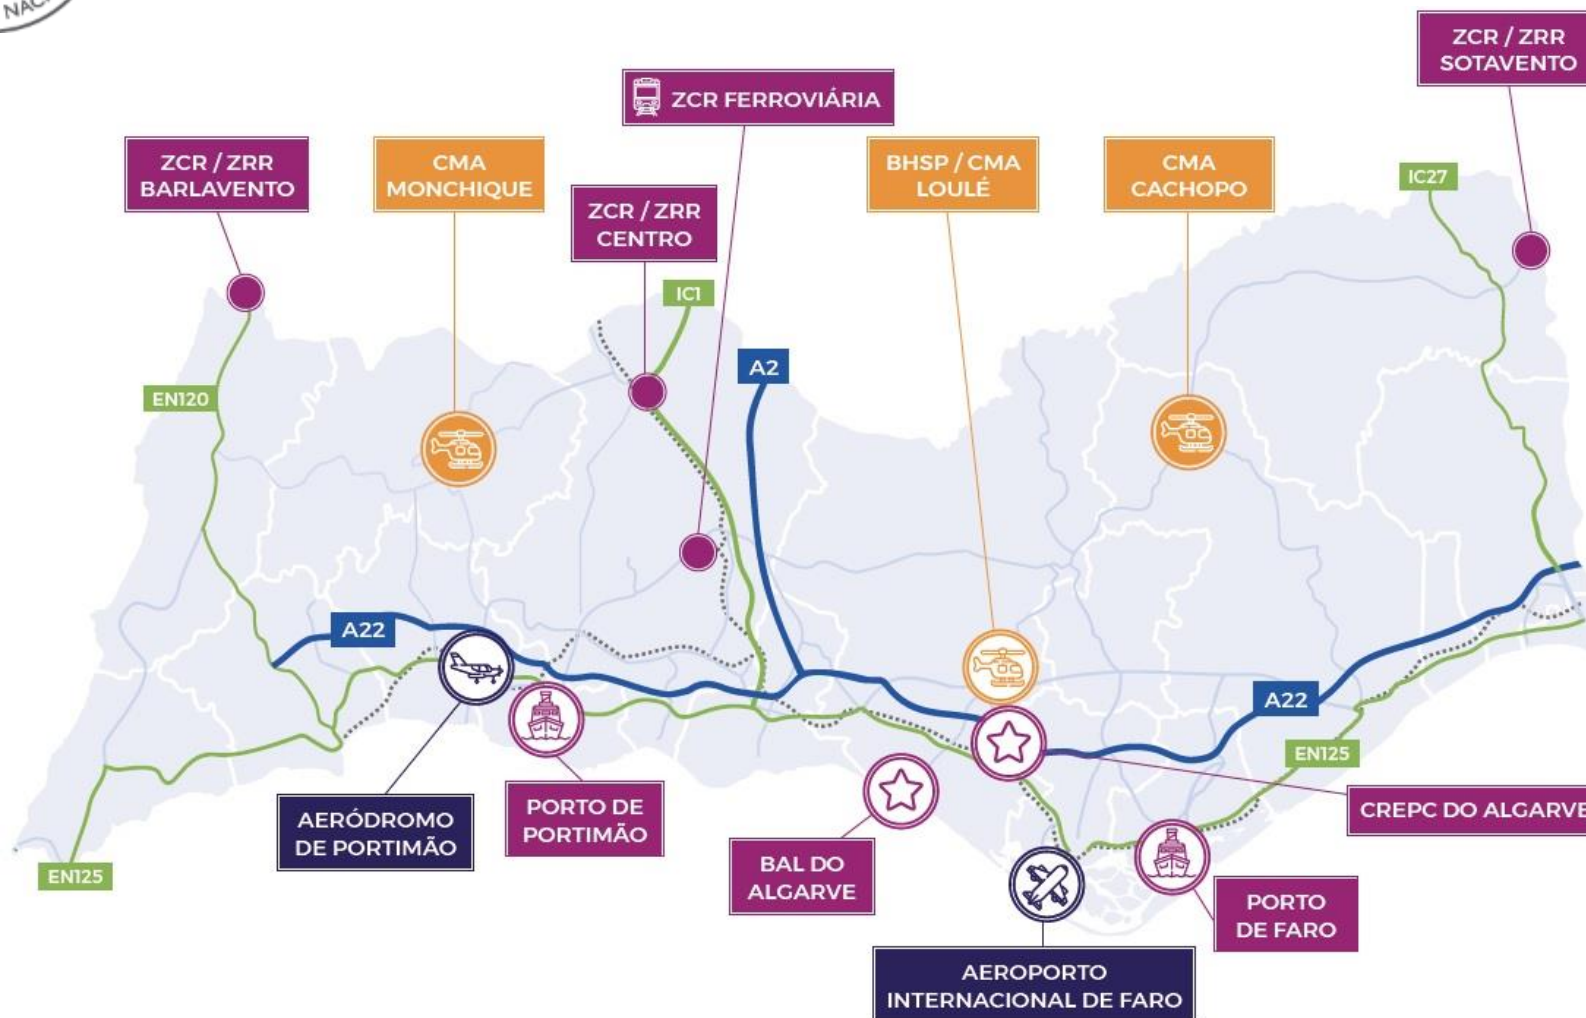 NAC
ZCR / ZRR
SOTAVENTO
ZCR FERROVIÁRIA
ZCR / ZRR
BARLAVENTO
CMA
MONCHIQUE
BHSP / CMA
LOULÉ
CMA
CACHOPO
IC27
ZCR / ZRR
CENTRO
IC1
A2
EN120
A22
A22
EN125
AERÓDROMO
DE PORTIMÃO
PORTO DE
PORTIMÃO
CREPC DO ALGARVE
BAL DO
ALGARVE
EN125
PORTO
DE FARO
AEROPORTO
INTERNACIONAL DE FARO